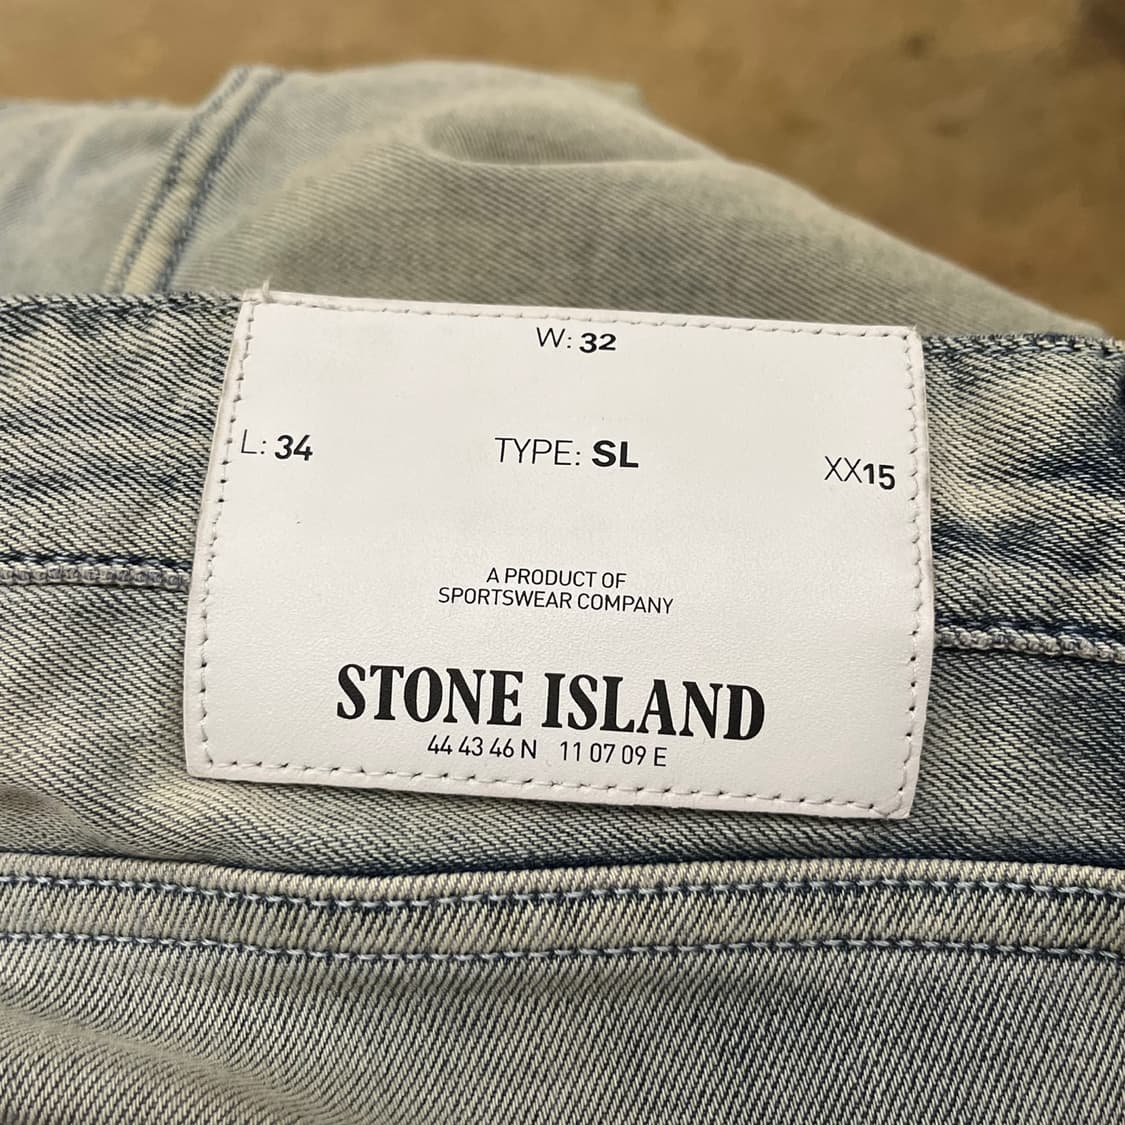 W: 32
L: 34 TYPE: SL XX15
A PRODUCT OF
SPORTSWEAR COMPANY
STONE ISLAND
44 43 46 N 11 07 09 E